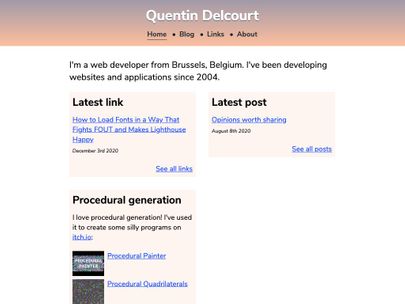 Quentin Delcourt
Home • Blog • Links • About
I'm a web developer from Brussels, Belgium. I've been developing
websites and applications since 2004.
Latest link
How to Load Fonts in a Way That
Fights FOUT and Makes Lighthouse
Happy
December 3rd 2020
See all links
Latest post
Opinions worth sharing
August 8th 2020
See all posts
Procedural generation
I love procedural generation! I've used
it to create some silly programs on
itch.io:
PROCEDURAL
PAINTER
Procedural Painter
Procedural Quadrilaterals